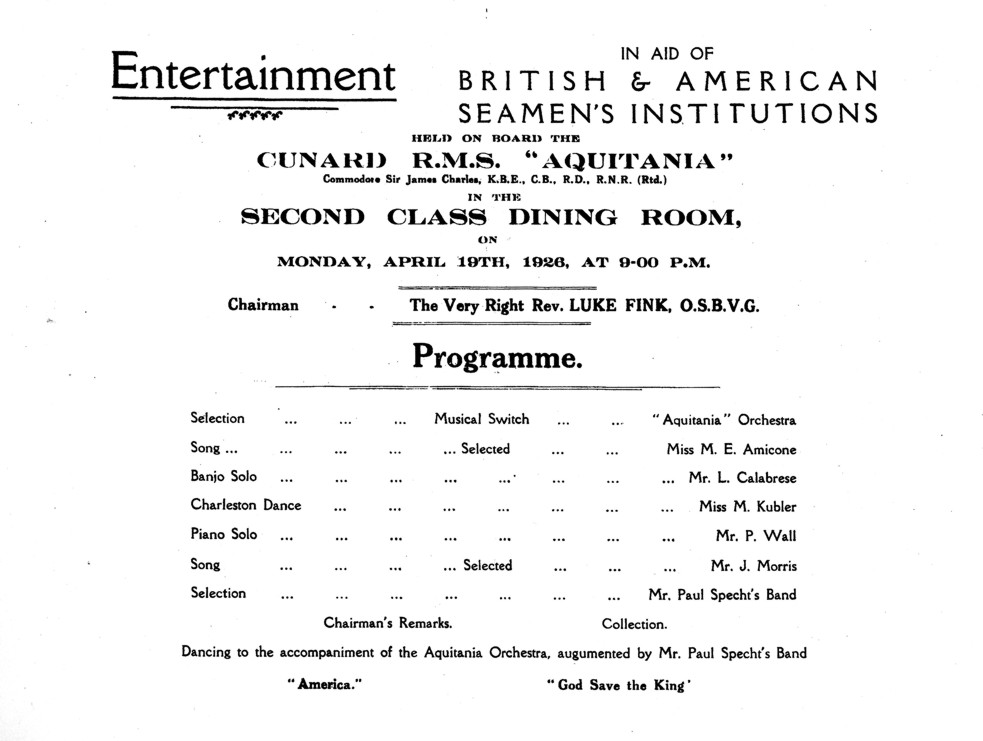 Entertainment
IN AID OF
BRITISH & AMERICAN
SEAMEN'S INSTITUTIONS
HELD ON BOARD THE
CUNARD R.M.S. "AQUITANIA"
Commodore Sir James Charles, K.B.E., C.B., R.D., R.N.R. (Rtd.)
IN THE
SECOND CLASS DINING ROOM,
ON
MONDAY, APRIL 19TH, 1926, AT 9-00 P.M.
Chairman - - The Very Right Rev. LUKE FINK, O.S.B.V.G.
Programme.
Selection ... ... ... Musical Switch ... ... "Aquitania" Orchestra
Song ... ... ... ... ... Selected ... ... Miss M. E. Amicone
Banjo Solo ... ... ... ... ... ... ... ... Mr. L. Calabrese
Charleston Dance ... ... ... ... ... ... ... Miss M. Kubler
Piano Solo ... ... ... ... ... ... ... ... Mr. P. Wall
Song ... ... ... ... Selected ... ... ... Mr. J. Morris
Selection ... ... ... ... ... ... ... Mr. Paul Specht's Band
Chairman's Remarks. Collection.
Dancing to the accompaniment of the Aquitania Orchestra, augumented by Mr. Paul Specht's Band
"America." "God Save the King'